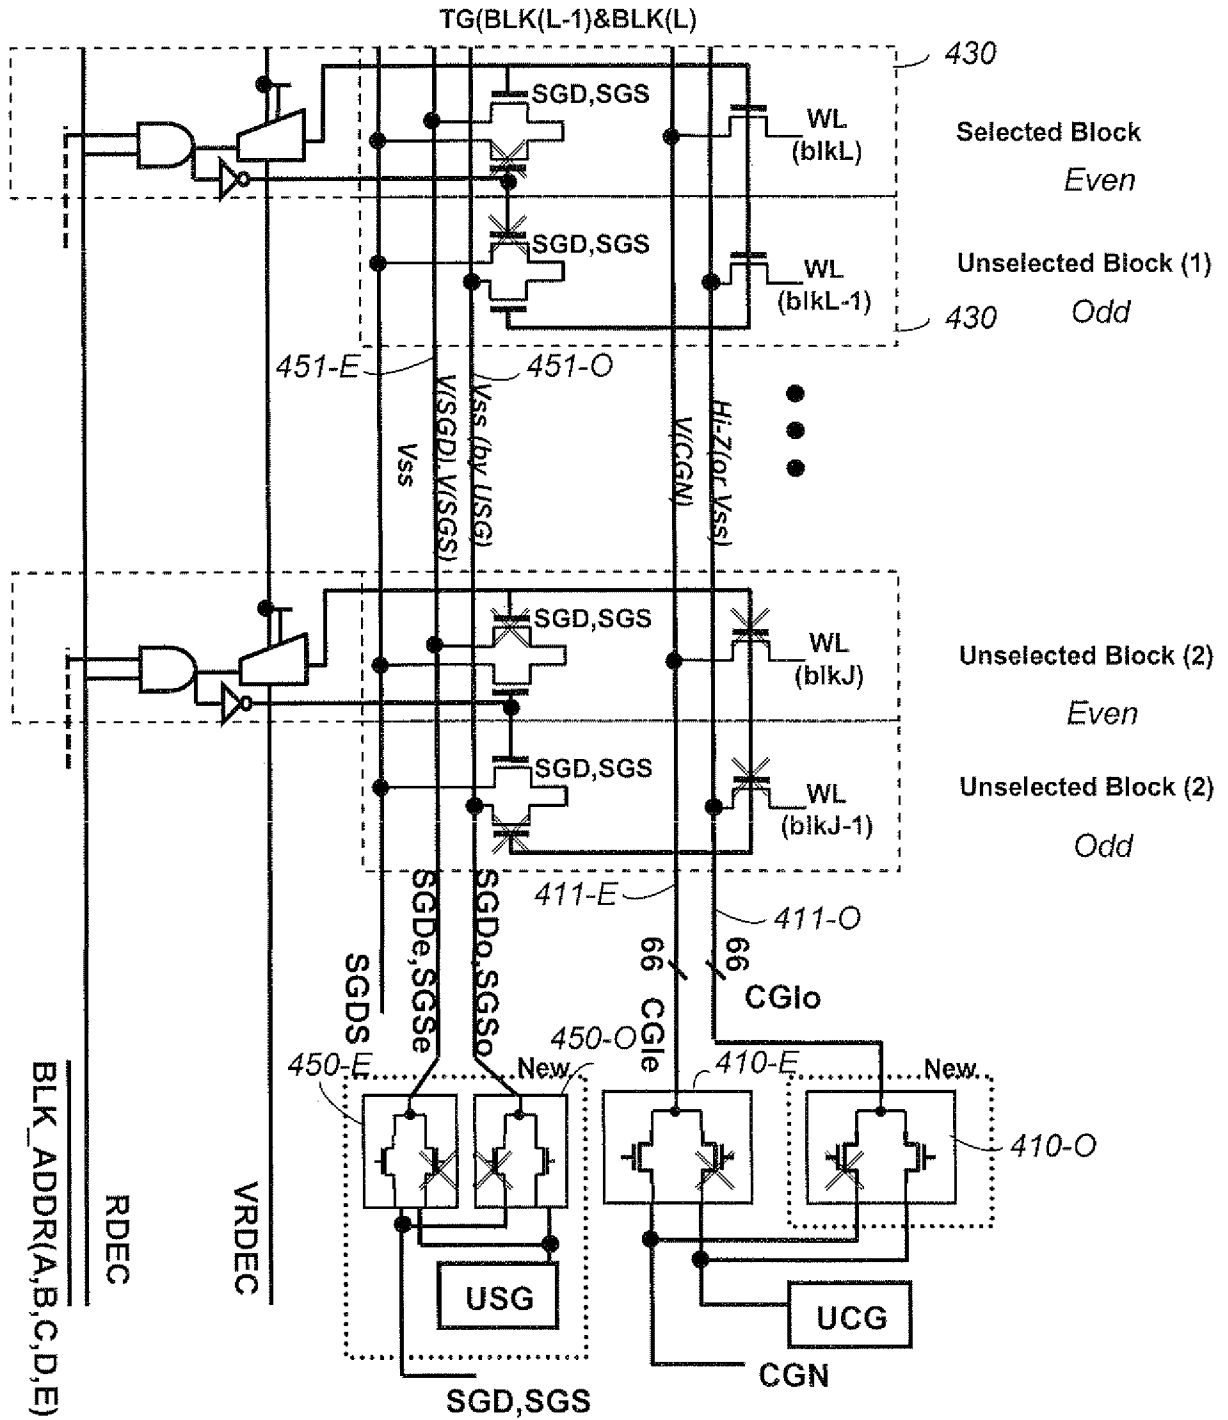 TG(BLK(L-1)&BLK(L)
430
SGD,SGS
WL
(blkL)
Selected Block
Even
SGD,SGS
WL
(blkL-1)
Unselected Block (1)
Odd
430
451-E
451-O
Vss
V(SGD), V(SGS)
Vss (by USG)
V(CGN)
Hi-Z(or Vss)
SGD,SGS
WL
(blkJ)
Unselected Block (2)
Even
SGD,SGS
WL
(blkJ-1)
Unselected Block (2)
Odd
411-E
411-O
SGDS
SGDe,SGSe
SGDo,SGSo
66
CGIe
66
CGIo
450-E
New
450-O
410-E
New
410-O
BLK_ADDR(A,B,C,D,E)
RDEC
VRDEC
USG
UCG
SGD,SGS
CGN